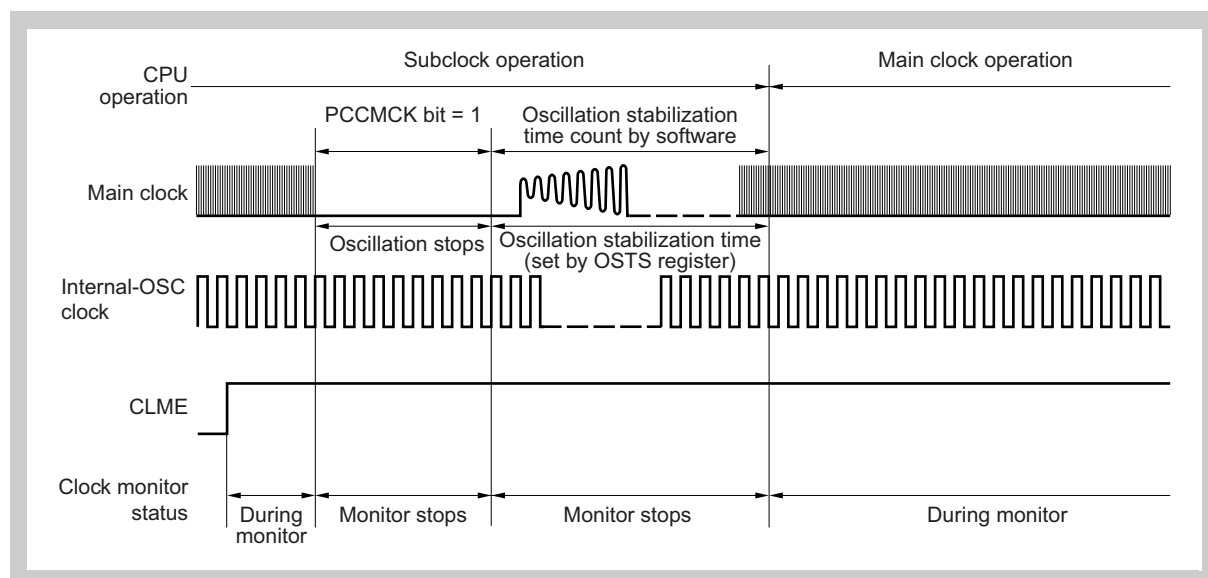 Subclock operation
Main clock operation
CPU
operation
PCCMCK bit = 1
Oscillation stabilization
time count by software
Main clock
Oscillation stops
Oscillation stabilization time
(set by OSTS register)
Internal-OSC
clock
CLME
Clock monitor
status
During
monitor
Monitor stops
Monitor stops
During monitor